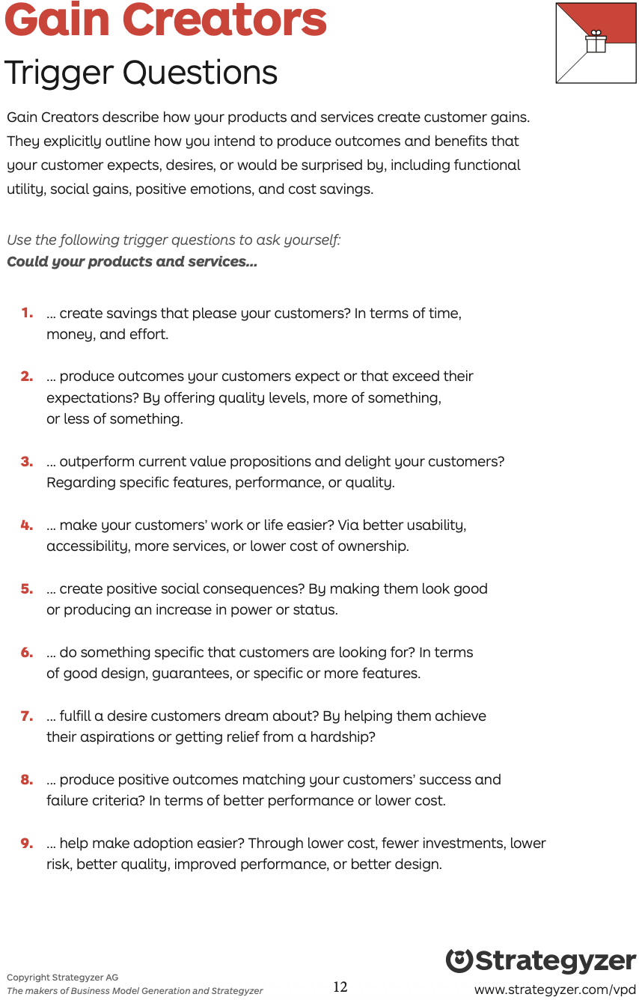 Gain Creators
Trigger Questions
Gain Creators describe how your products and services create customer gains.
They explicitly outline how you intend to produce outcomes and benefits that
your customer expects, desires, or would be surprised by, including functional
utility, social gains, positive emotions, and cost savings.
Use the following trigger questions to ask yourself:
Could your products and services...
1. ... create savings that please your customers? In terms of time,
money, and effort.
2. ... produce outcomes your customers expect or that exceed their
expectations? By offering quality levels, more of something,
or less of something.
3. ... outperform current value propositions and delight your customers?
Regarding specific features, performance, or quality.
4. ... make your customers’ work or life easier? Via better usability,
accessibility, more services, or lower cost of ownership.
5. ... create positive social consequences? By making them look good
or producing an increase in power or status.
6. ... do something specific that customers are looking for? In terms
of good design, guarantees, or specific or more features.
7. ... fulfill a desire customers dream about? By helping them achieve
their aspirations or getting relief from a hardship?
8. ... produce positive outcomes matching your customers’ success and
failure criteria? In terms of better performance or lower cost.
9. ... help make adoption easier? Through lower cost, fewer investments, lower
risk, better quality, improved performance, or better design.
Strategyzer
Copyright Strategyzer AG
The makers of Business Model Generation and Strategyzer
12
www.strategyzer.com/vpd